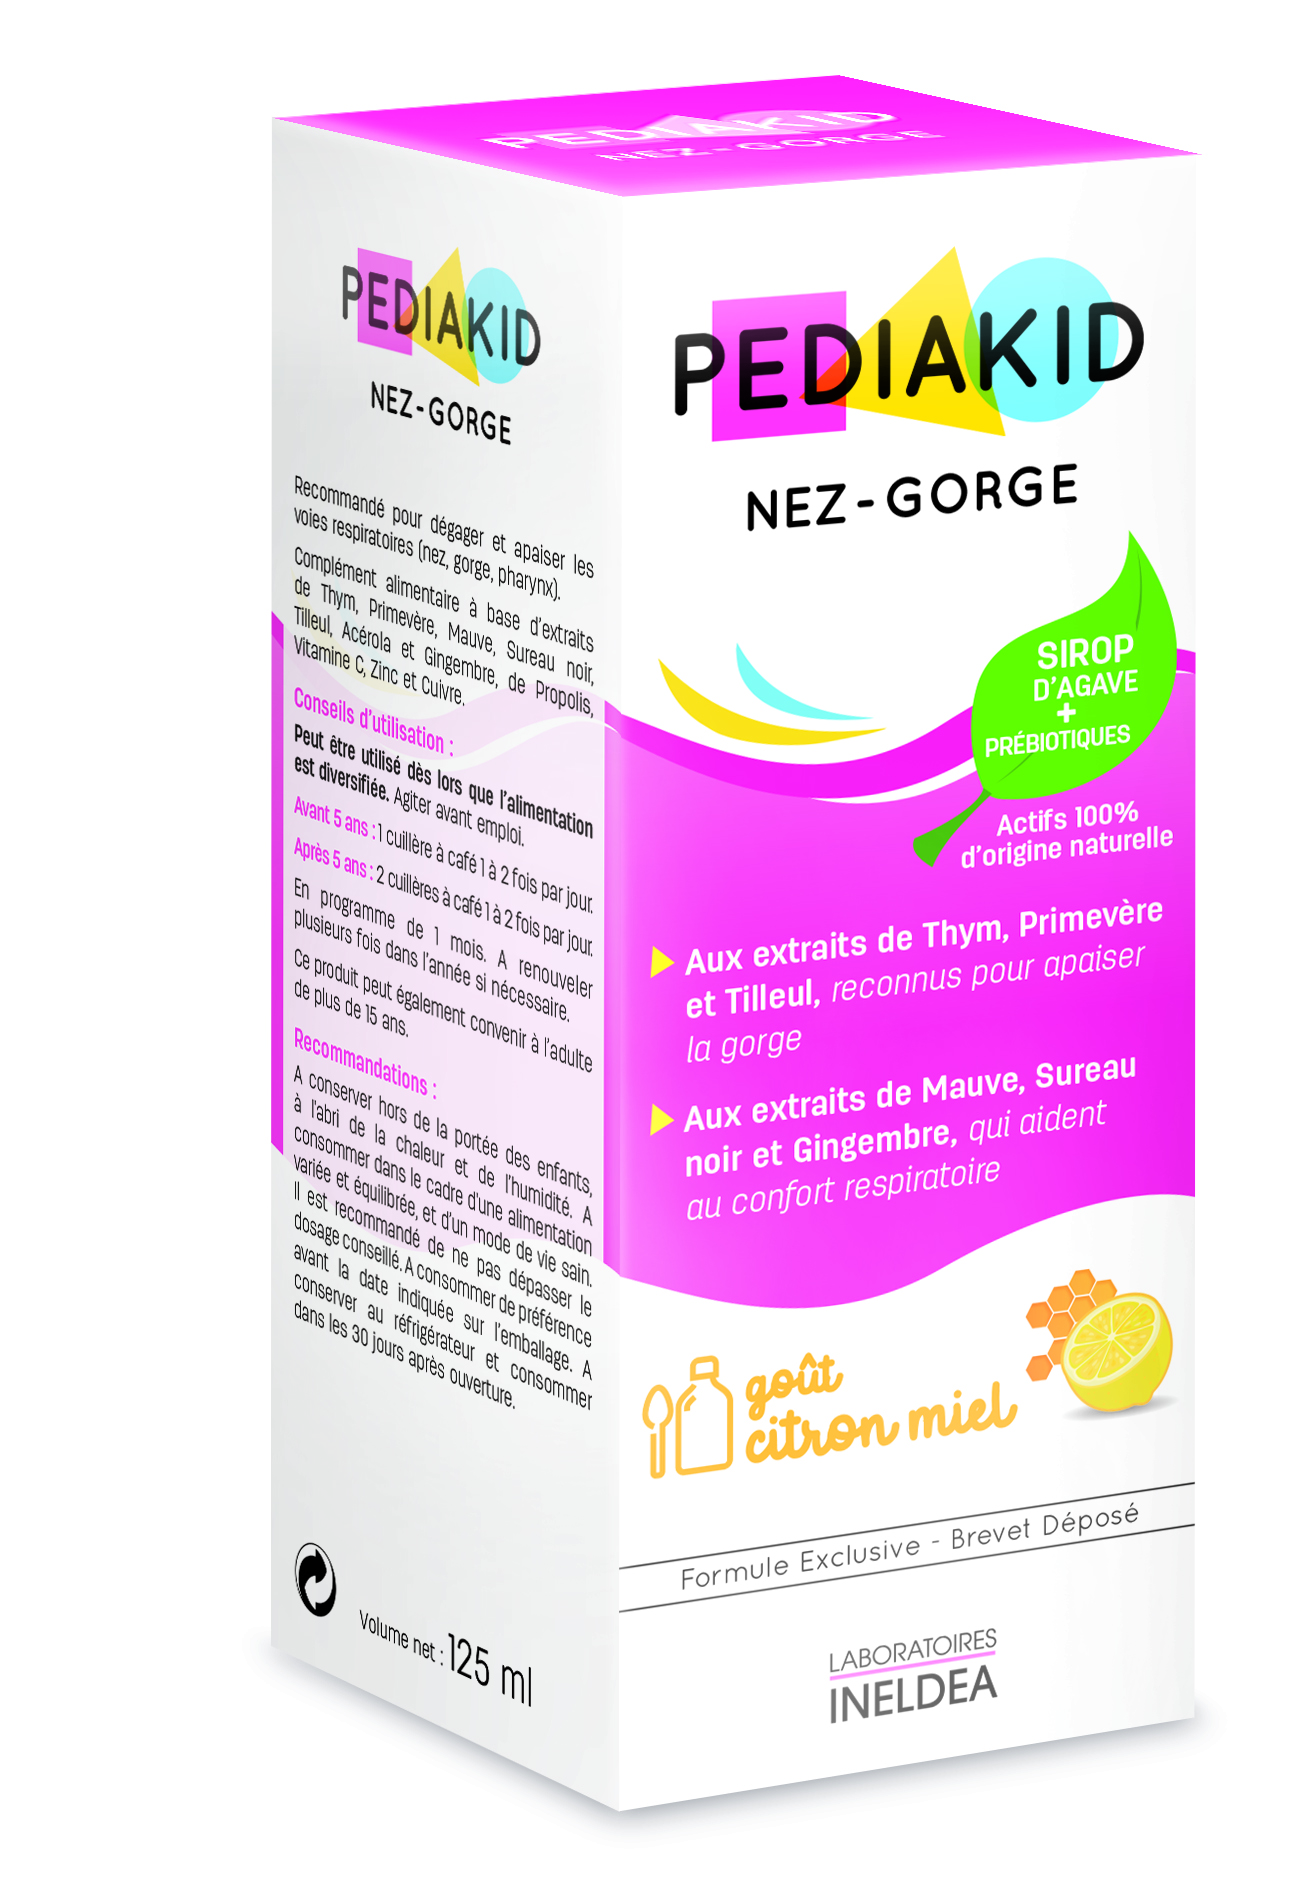 PEDIAKID
NEZ-GORGE
PEDIAKID
NEZ-GORGE
Recommandé pour dégager et apaiser les
voies respiratoires (nez, gorge, pharynx).
Complément alimentaire à base d'extraits
de Thym, Primevère, Mauve, Sureau noir,
Tilleul, Acérola et Gingembre, de Propolis,
Vitamine C, Zinc et Cuivre.
Conseils d'utilisation :
Peut être utilisé dès lors que l'alimentation
est diversifiée. Agiter avant emploi.
Avant 5 ans : 1 cuillère à café 1 à 2 fois par jour.
Après 5 ans : 2 cuillères à café 1 à 2 fois par jour.
En programme de 1 mois. A renouveler
plusieurs fois dans l'année si nécessaire.
Ce produit peut également convenir à l'adulte
de plus de 15 ans.
Recommandations :
A conserver hors de la portée des enfants,
à l'abri de la chaleur et de l'humidité. A
consommer dans le cadre d'une alimentation
variée et équilibrée, et d'un mode de vie sain.
Il est recommandé de ne pas dépasser le
dosage conseillé. A consommer de préférence
avant la date indiquée sur l'emballage. A
conserver au réfrigérateur et consommer
dans les 30 jours après ouverture.
Volume net : 125 ml
PEDIAKID
NEZ-GORGE
SIROP
D'AGAVE
+
PRÉBIOTIQUES
Actifs 100%
d'origine naturelle
Aux extraits de Thym, Primevère
et Tilleul, reconnus pour apaiser
la gorge
Aux extraits de Mauve, Sureau
noir et Gingembre, qui aident
au confort respiratoire
goût
citron miel
Formule Exclusive - Brevet Déposé
LABORATOIRES
INELDEA